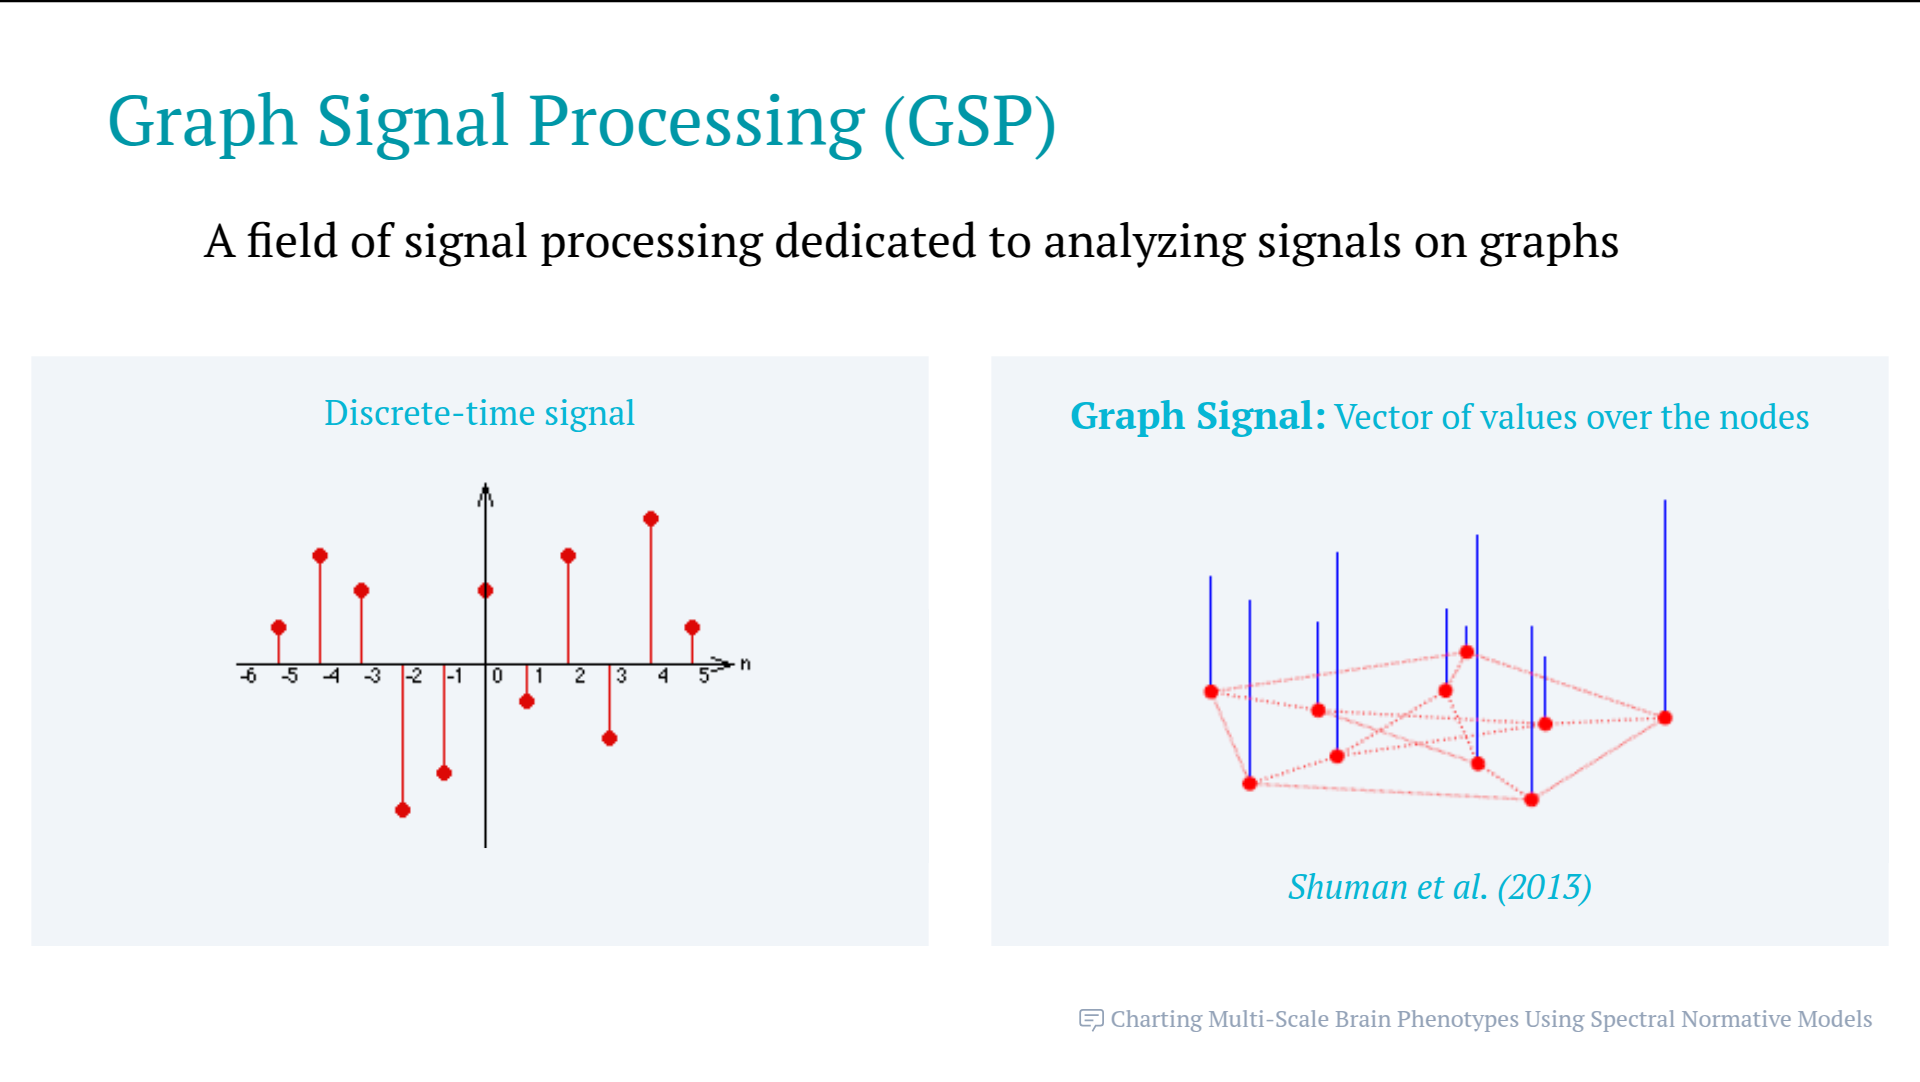 Graph Signal Processing (GSP)
A field of signal processing dedicated to analyzing signals on graphs
Discrete-time signal
n
-6 -5 -4 -3 -2 -1 0 1 2 3 4 5
Graph Signal: Vector of values over the nodes
Shuman et al. (2013)
Charting Multi-Scale Brain Phenotypes Using Spectral Normative Models